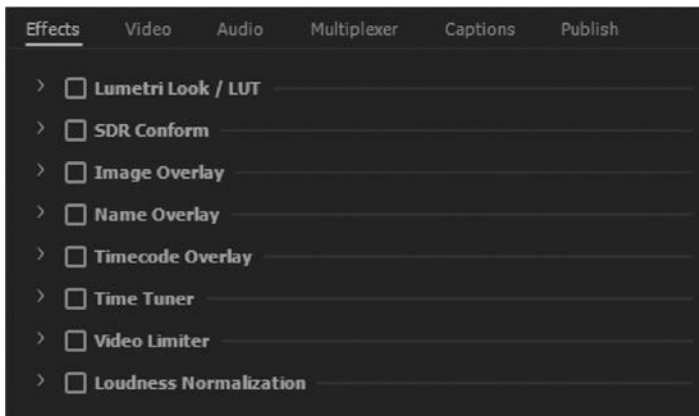 Effects Video Audio Multiplexer Captions Publish
Lumetri Look / LUT
SDR Conform
Image Overlay
Name Overlay
Timecode Overlay
Time Tuner
Video Limiter
Loudness Normalization